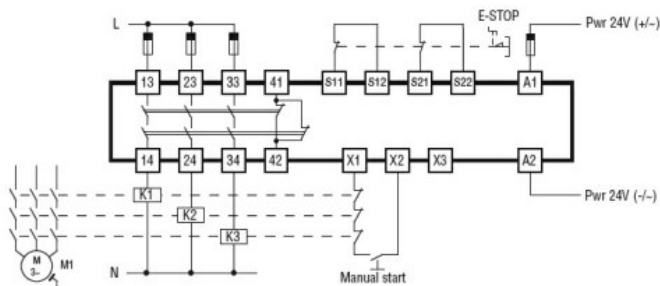 E-STOP
L
Pwr 24V (+/~)
13 23 33 41 S11 S12 S21 S22 A1
14 24 34 42 X1 X2 X3 A2
K1
K2
Pwr 24V (-/~)
K3
M
3~
M1
N
Manual start